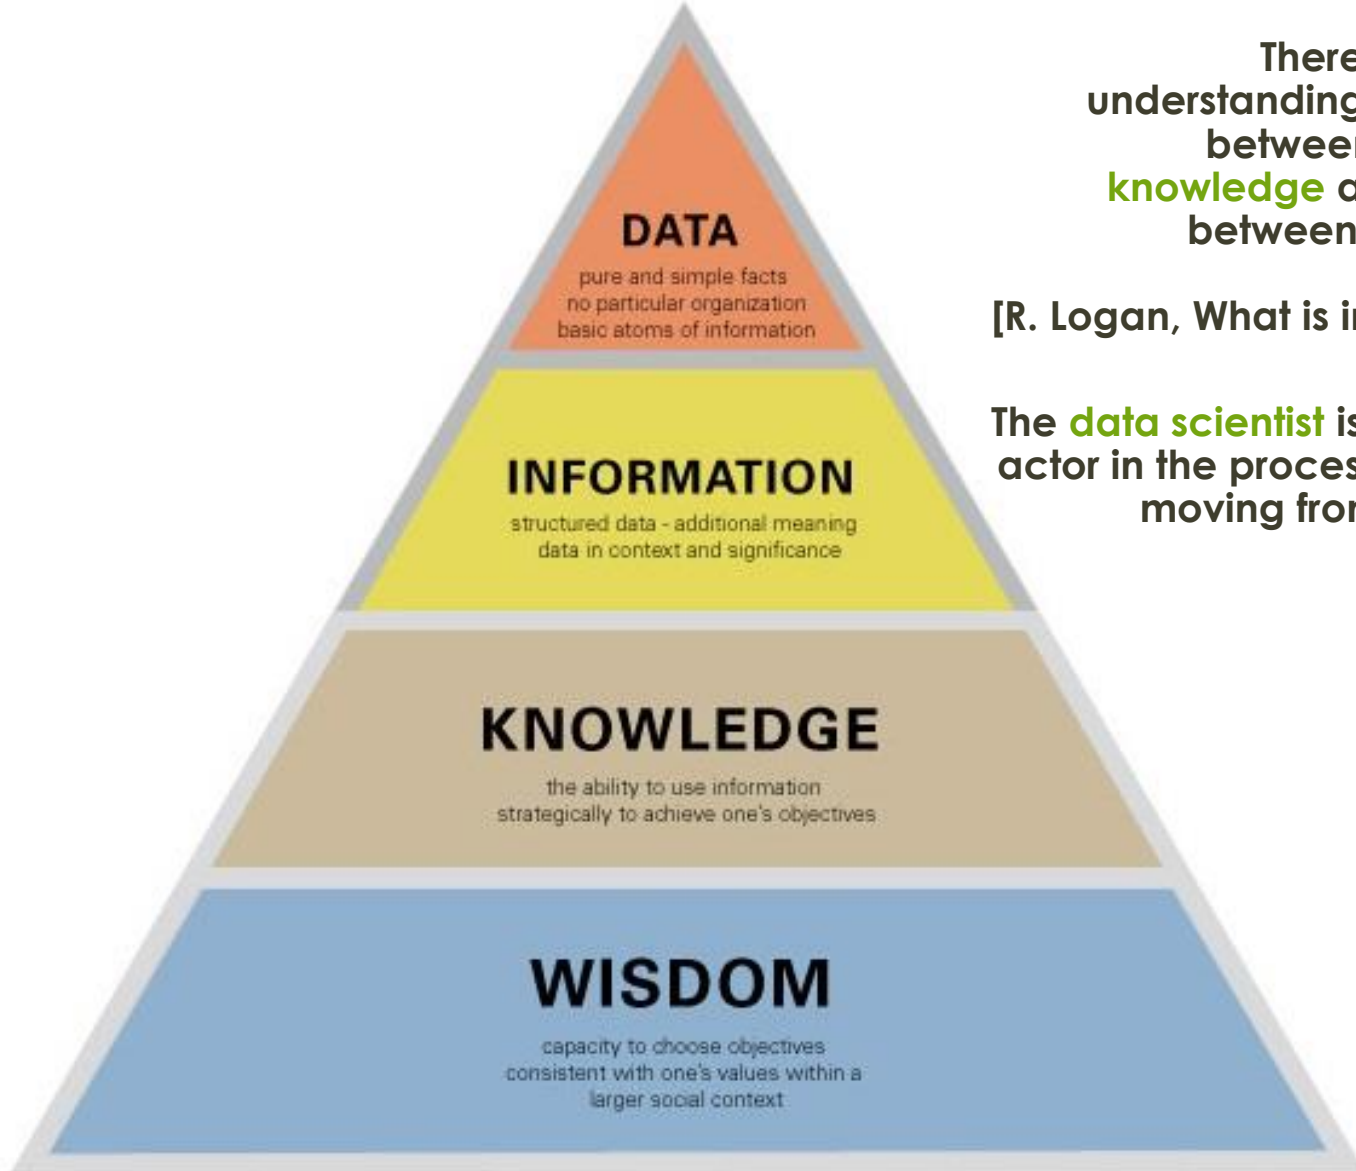 DATA
pure and simple facts
no particular organization
basic atoms of information
INFORMATION
structured data - additional meaning
data in context and significance
KNOWLEDGE
the ability to use information
strategically to achieve one's objectives
WISDOM
capacity to choose objectives
consistent with one's values within a
larger social context
There
understanding
between
knowledge
between
[R. Logan, What is
The data scientist is
actor in the
moving